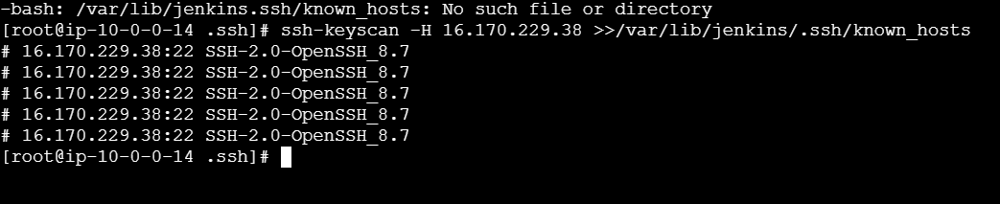 -bash: /var/lib/jenkins.ssh/known_hosts: No such file or directory
[root@ip-10-0-0-14 .ssh]# ssh-keyscan -H 16.170.229.38 >>/var/lib/jenkins/.ssh/known_hosts
# 16.170.229.38:22 SSH-2.0-OpenSSH_8.7
# 16.170.229.38:22 SSH-2.0-OpenSSH_8.7
# 16.170.229.38:22 SSH-2.0-OpenSSH_8.7
# 16.170.229.38:22 SSH-2.0-OpenSSH_8.7
# 16.170.229.38:22 SSH-2.0-OpenSSH_8.7
[root@ip-10-0-0-14 .ssh]#